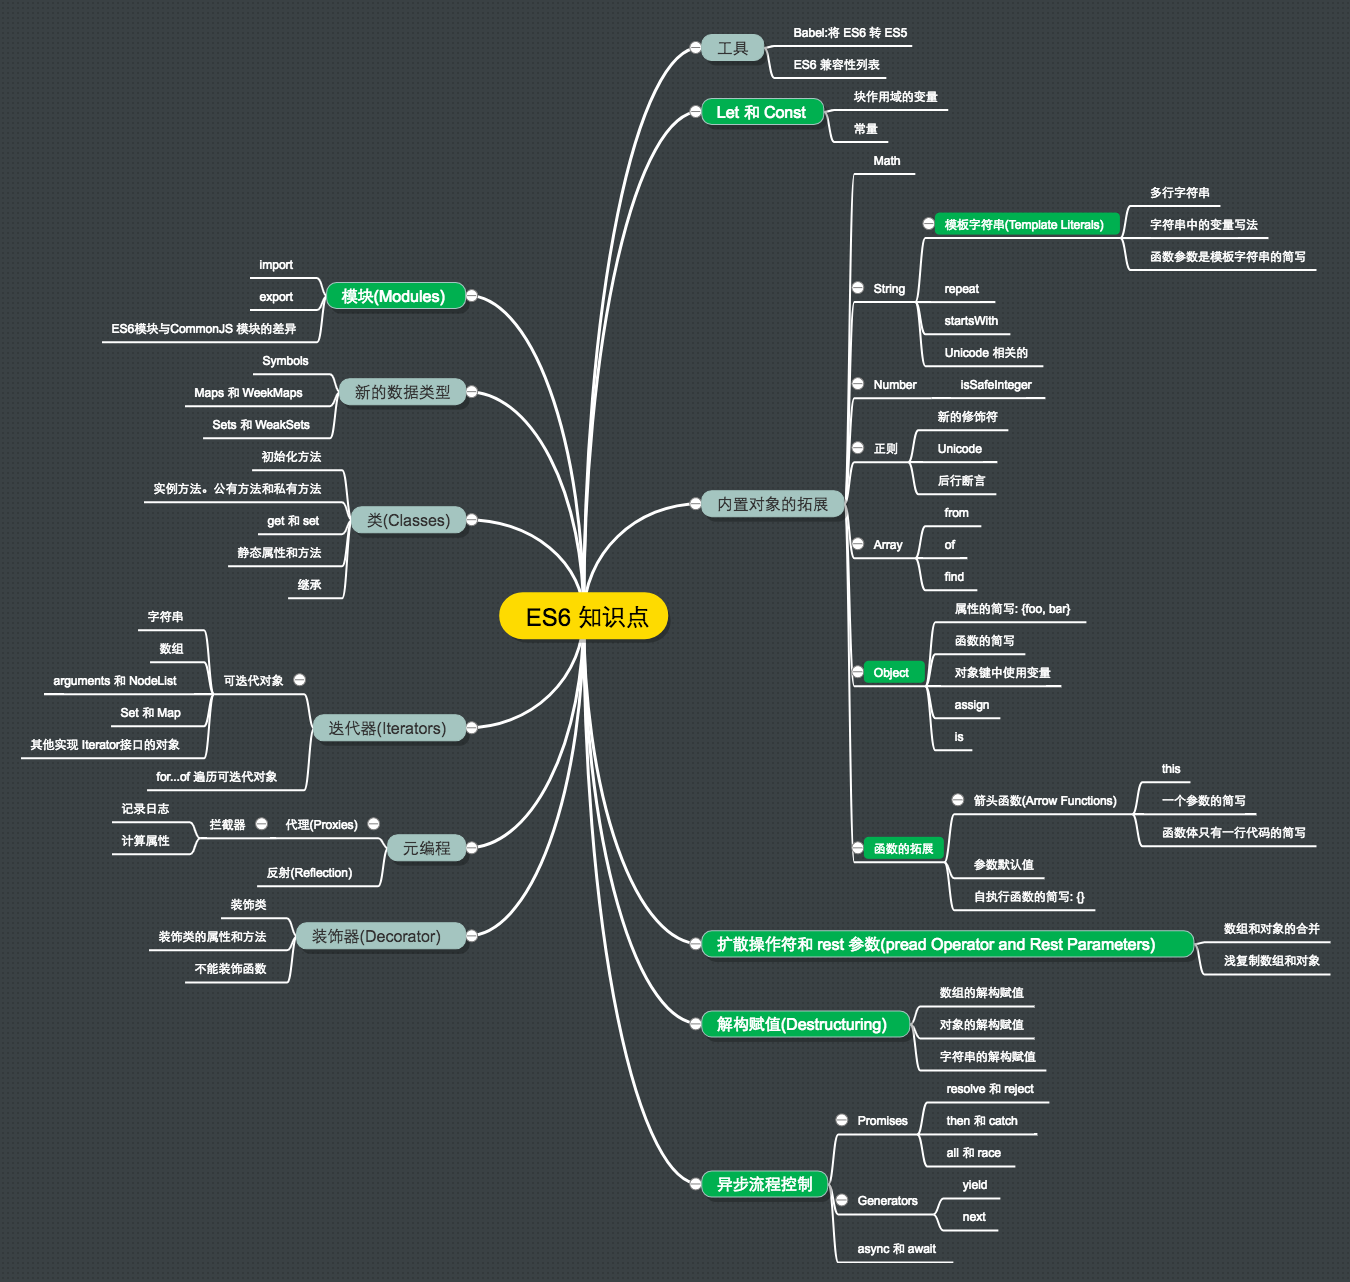 ES6 知识点
工具
Babel:将 ES6 转 ES5
ES6 兼容性列表
Let 和 Const
块作用域的变量
常量
内置对象的拓展
Math
String
模板字符串(Template Literals)
多行字符串
字符串中的变量写法
函数参数是模板字符串的简写
repeat
startsWith
Unicode 相关的
Number
isSafeInteger
正则
新的修饰符
Unicode
后行断言
Array
from
of
find
Object
属性的简写: {foo, bar}
函数的简写
对象键中使用变量
assign
is
函数的拓展
箭头函数(Arrow Functions)
this
一个参数的简写
函数体只有一行代码的简写
参数默认值
自执行函数的简写: {}
扩散操作符和 rest 参数(pread Operator and Rest Parameters)
数组和对象的合并
浅复制数组和对象
解构赋值(Destructuring)
数组的解构赋值
对象的解构赋值
字符串的解构赋值
异步流程控制
Promises
resolve 和 reject
then 和 catch
all 和 race
Generators
yield
next
async 和 await
模块(Modules)
import
export
ES6模块与CommonJS 模块的差异
新的数据类型
Symbols
Maps 和 WeekMaps
Sets 和 WeakSets
类(Classes)
初始化方法
实例方法。公有方法和私有方法
get 和 set
静态属性和方法
继承
迭代器(Iterators)
可迭代对象
字符串
数组
arguments 和 NodeList
Set 和 Map
其他实现 Iterator接口的对象
for...of 遍历可迭代对象
元编程
代理(Proxies)
拦截器
记录日志
计算属性
反射(Reflection)
装饰器(Decorator)
装饰类
装饰类的属性和方法
不能装饰函数